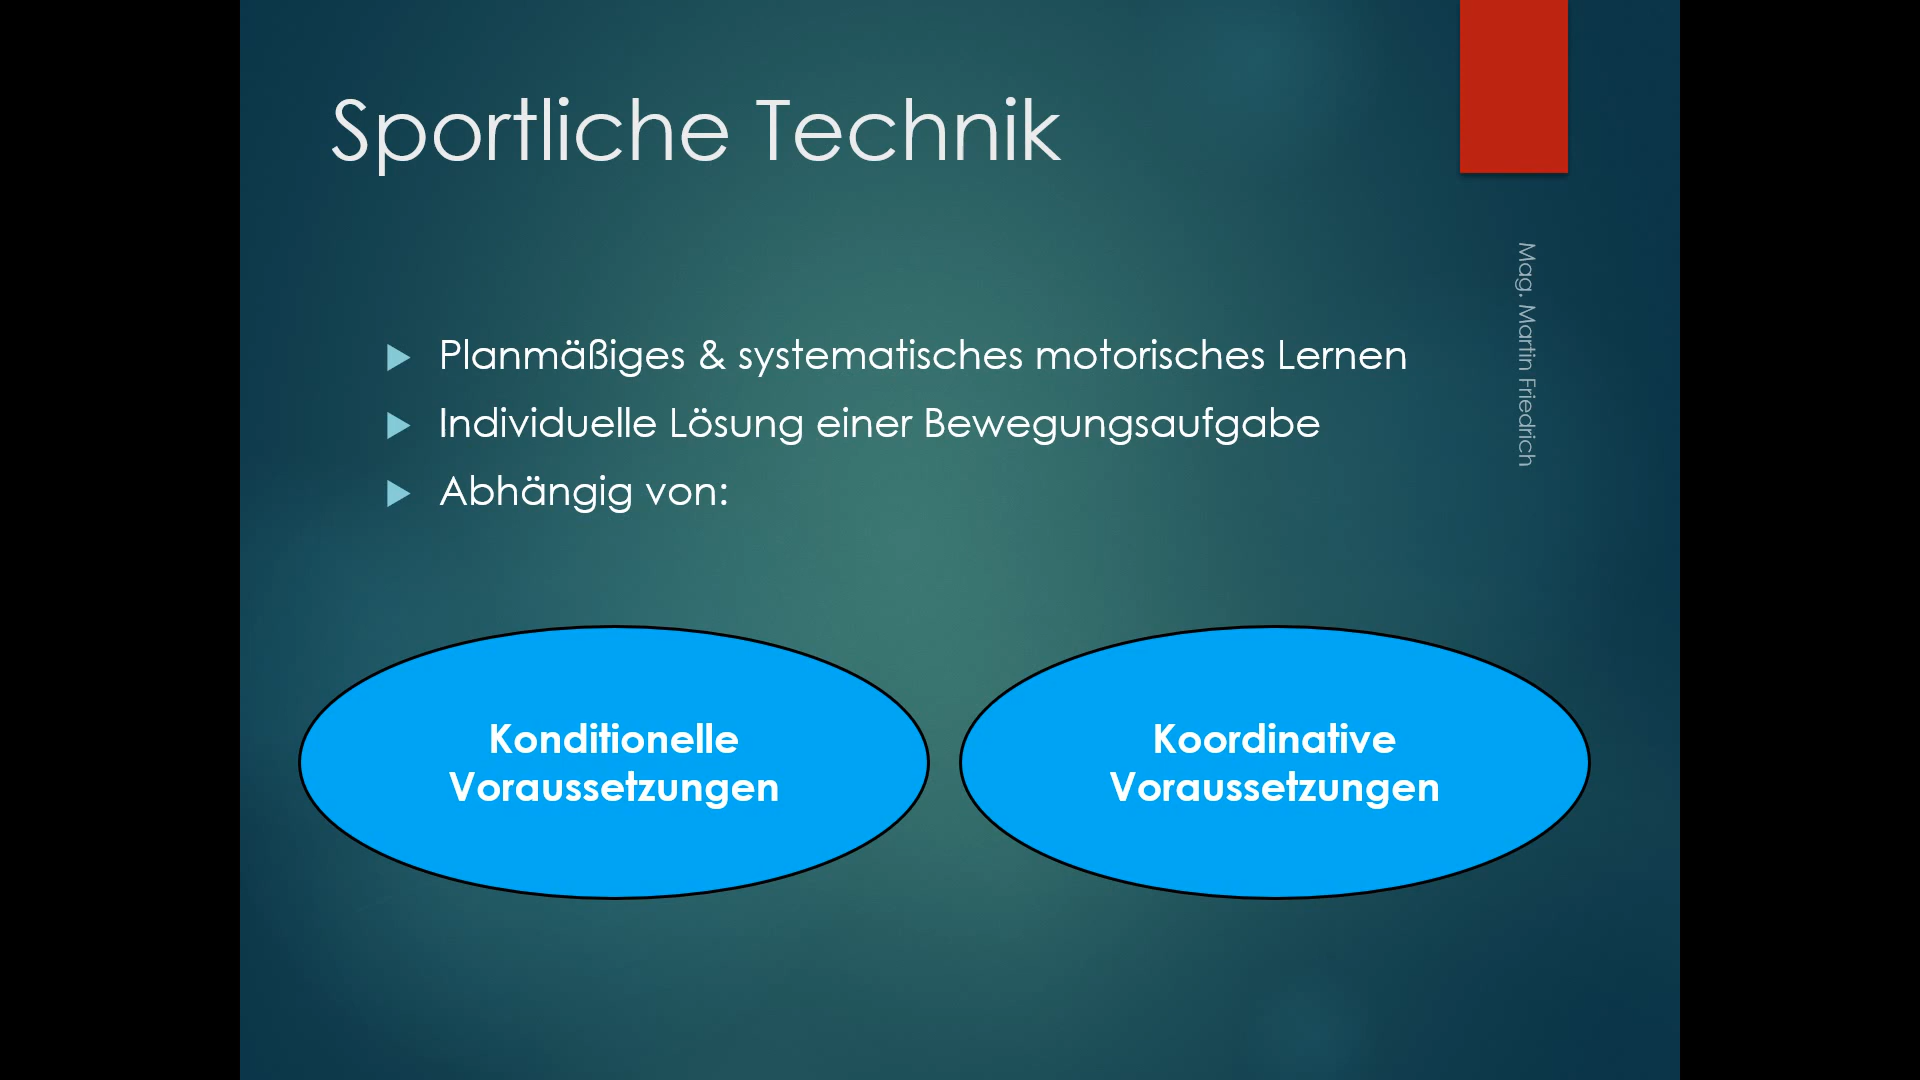 Sportliche Technik
Mag. Martin Friedrich
Planmäßiges & systematisches motorisches Lernen
Individuelle Lösung einer Bewegungsaufgabe
Abhängig von:
Konditionelle
Voraussetzungen
Koordinative
Voraussetzungen